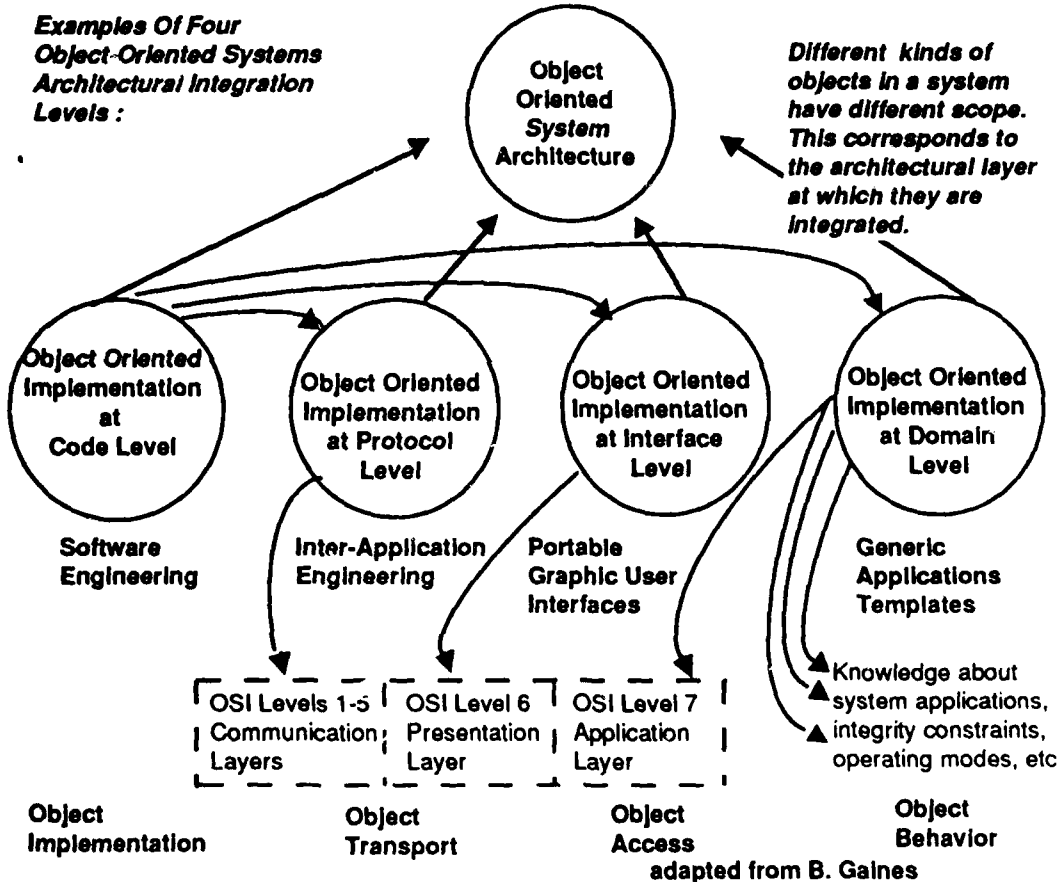 Examples Of Four
Object-Oriented Systems
Architectural Integration
Levels :
Object
Oriented
System
Architecture
Different kinds of
objects in a system
have different scope.
This corresponds to
the architectural layer
at which they are
integrated.
Object Oriented
Implementation
at
Code Level
Object Oriented
Implementation
at Protocol
Level
Object Oriented
Implementation
at Interface
Level
Object Oriented
Implementation
at Domain
Level
Software
Engineering
Inter-Application
Engineering
Portable
Graphic User
Interfaces
Generic
Applications
Templates
OSI Levels 1-5
Communication
Layers
OSI Level 6
Presentation
Layer
OSI Level 7
Application
Layer
Knowledge about
system applications,
integrity constraints,
operating modes, etc
Object
Implementation
Object
Transport
Object
Access
Object
Behavior
adapted from B. Gaines